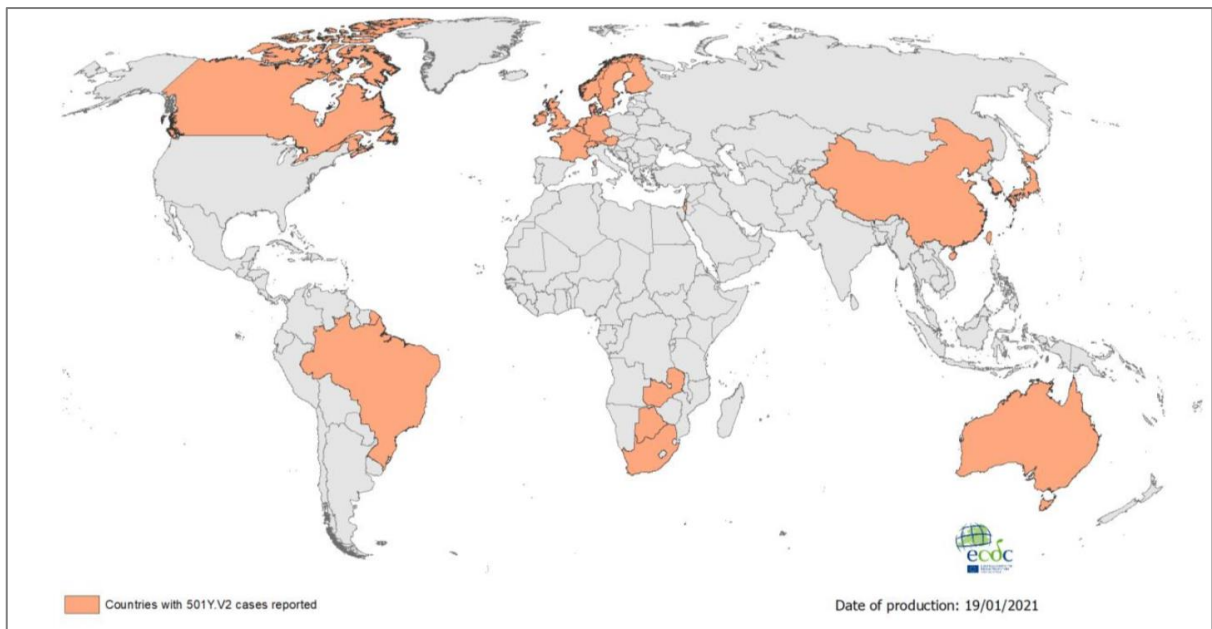 ecdc
Countries with 501Y.V2 cases reported
Date of production: 19/01/2021